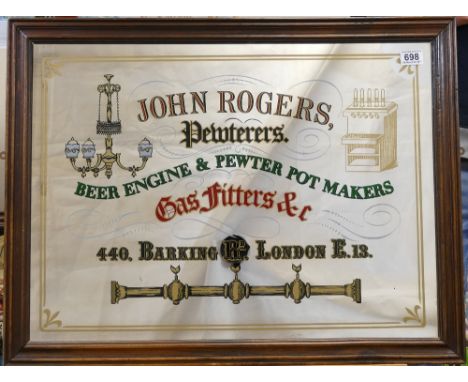 698
JOHN ROGERS,
Pewterers.
BEER ENGINE & PEWTER POT MAKERS
Gas Fitters & c
440, BARKING RD. LONDON E.13.